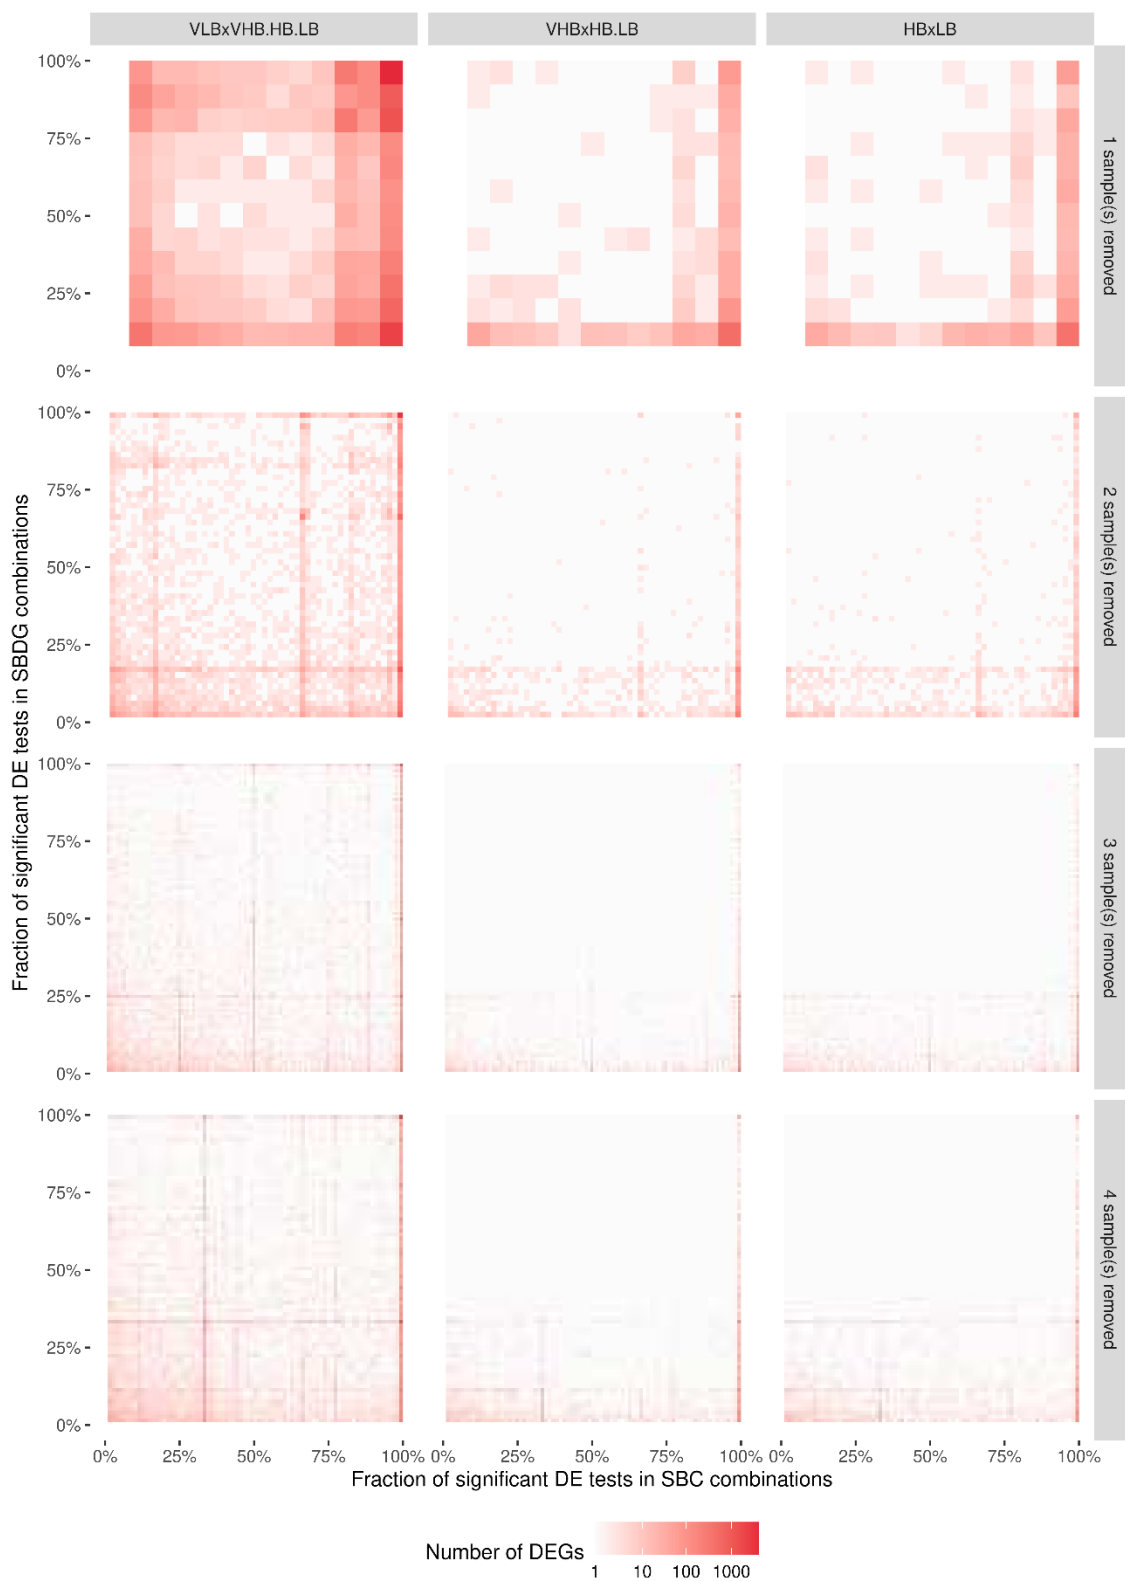 VLBxVHB.HB.LB
VHBxHB.LB
HBxLB
100%
75%
50%
25%
0%
1 sample(s) removed
100%
75%
50%
25%
0%
2 sample(s) removed
100%
75%
50%
25%
0%
3 sample(s) removed
100%
75%
50%
25%
0%
4 sample(s) removed
Fraction of significant DE tests in SBDG combinations
0% 25% 50% 75% 100% 0% 25% 50% 75% 100% 0% 25% 50% 75% 100%
Fraction of significant DE tests in SBC combinations
Number of DEGs
1 10 100 1000